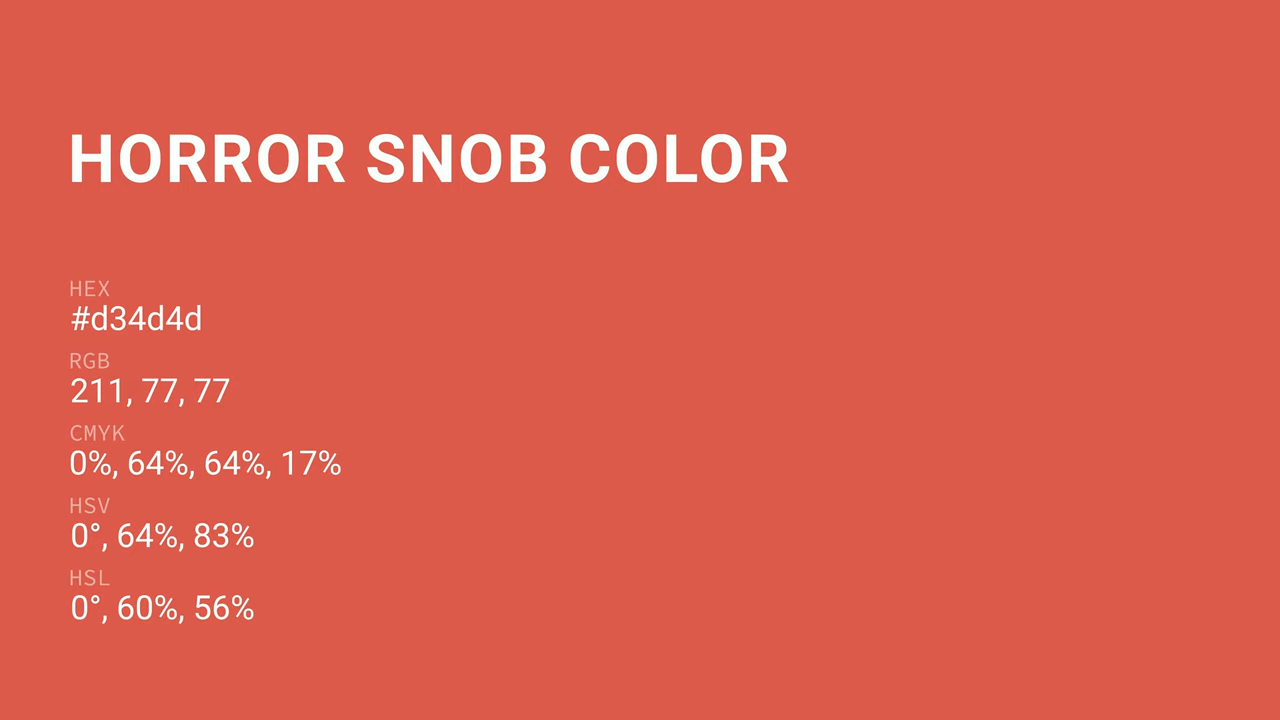 HORROR SNOB COLOR
HEX
#d34d4d
RGB
211, 77, 77
CMYK
0%, 64%, 64%, 17%
HSV
0°, 64%, 83%
HSL
0°, 60%, 56%